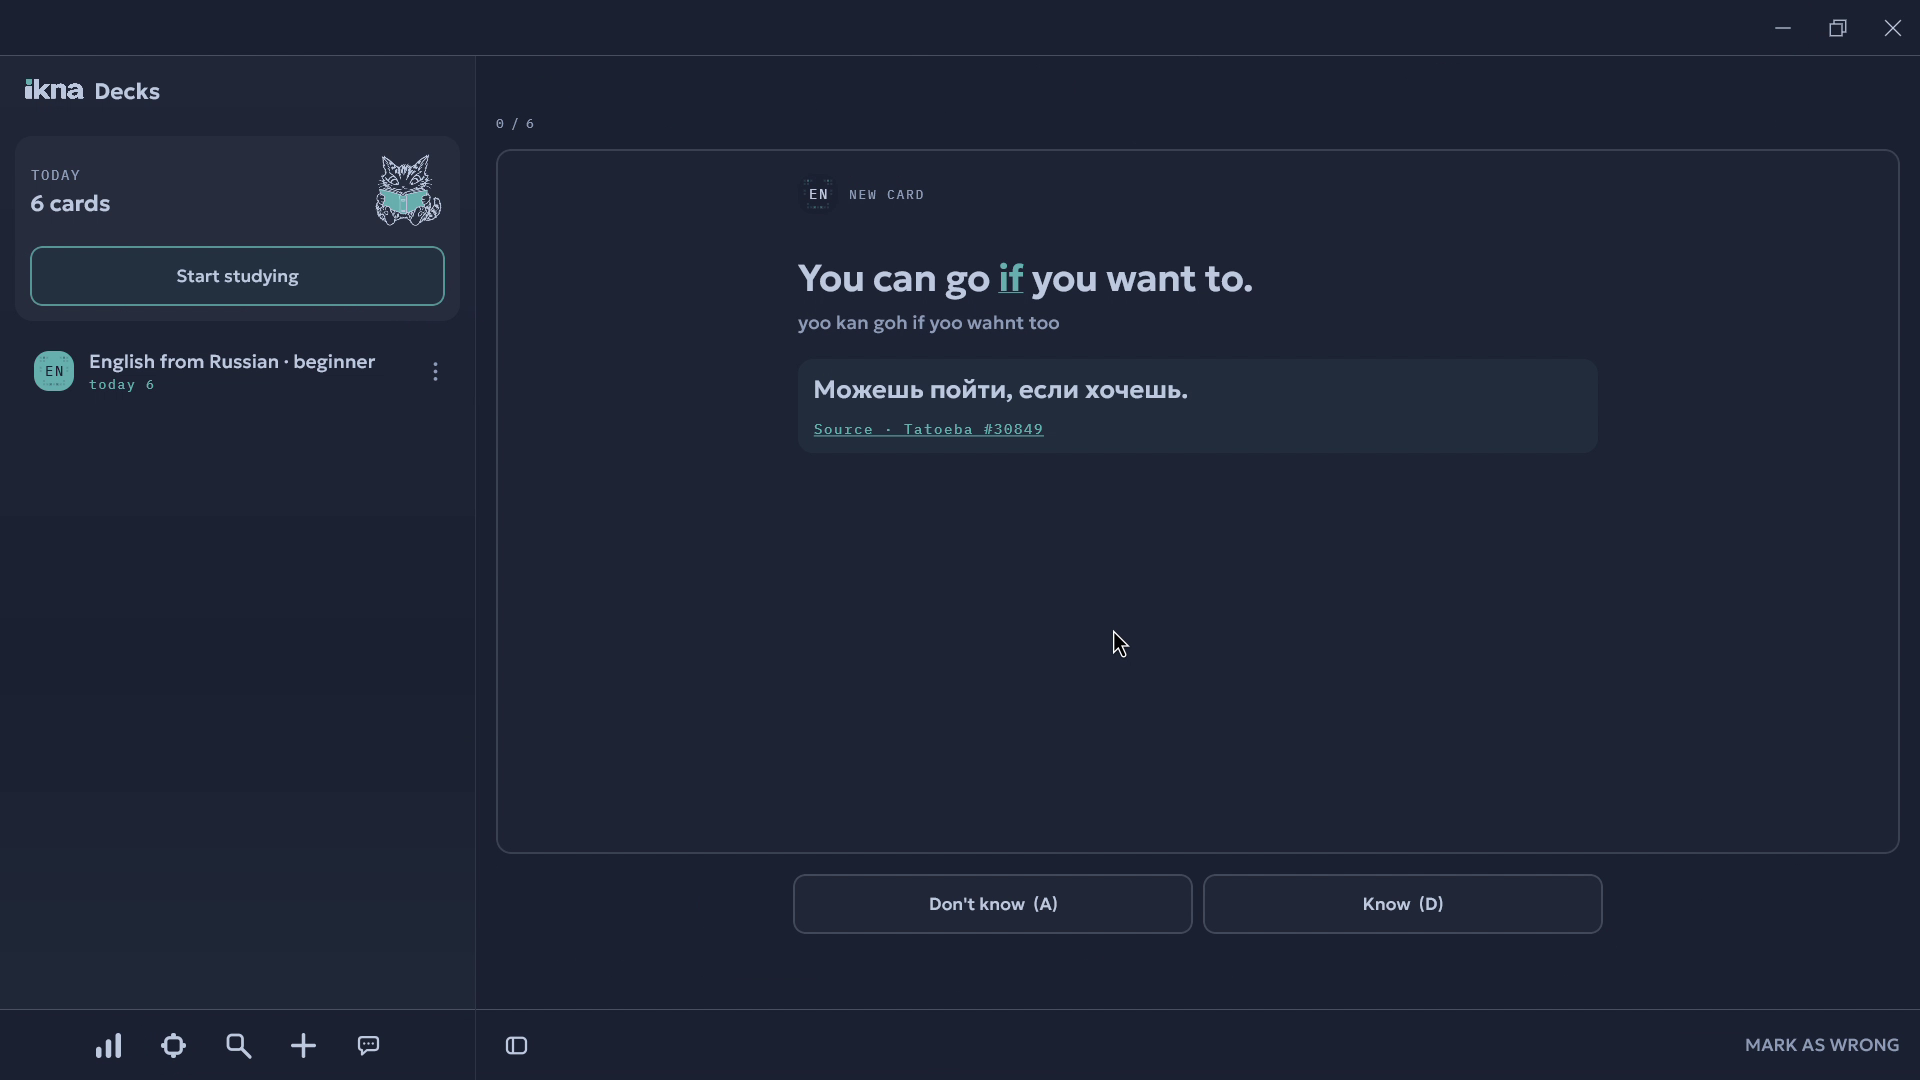 ikna Decks
TODAY
6 cards
Start studying
EN
English from Russian · beginner
today 6
0 / 6
EN NEW CARD
You can go if you want to.
yoo kan goh if yoo wahnt too
Можешь пойти, если хочешь.
Source · Tatoeba #30849
Don't know (A)
Know (D)
MARK AS WRONG